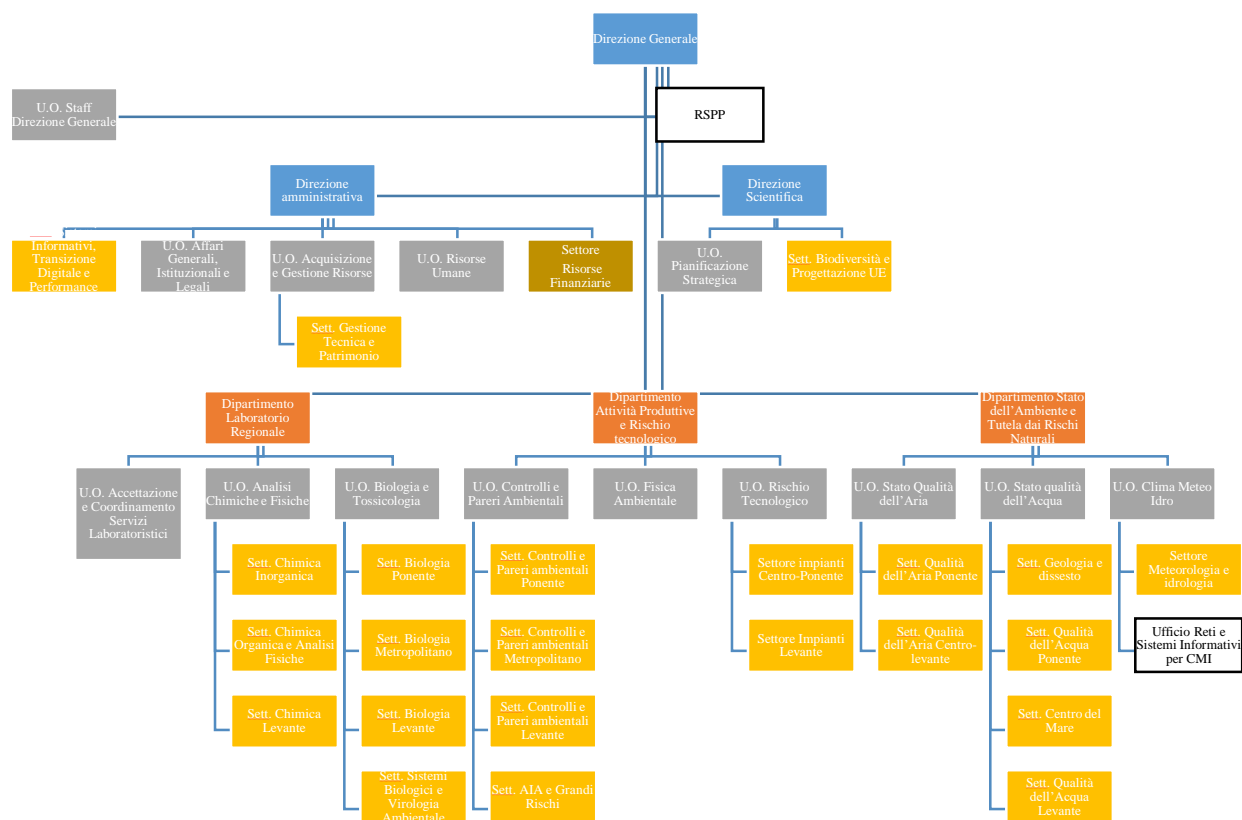 Direzione Generale
U.O. Staff
Direzione Generale
RSPP
Direzione
amministrativa
Direzione
Scientifica
Informativi,
Transizione
Digitale e
Performance
U.O. Affari
Generali,
Istituzionali e
Legali
U.O. Acquisizione
e Gestione Risorse
U.O. Risorse
Umane
Settore
Risorse
Finanziarie
U.O.
Pianificazione
Strategica
Sett. Biodiversità e
Progettazione UE
Sett. Gestione
Tecnica e
Patrimonio
Dipartimento
Laboratorio
Regionale
Dipartimento
Attività Produttive
e Rischio
tecnologico
Dipartimento Stato
dell’Ambiente e
Tutela dai Rischi
Naturali
U.O. Accettazione
e Coordinamento
Servizi
Laboratoristici
U.O. Analisi
Chimiche e Fisiche
U.O. Biologia e
Tossicologia
U.O. Controlli e
Pareri Ambientali
U.O. Fisica
Ambientale
U.O. Rischio
Tecnologico
U.O. Stato Qualità
dell’Aria
U.O. Stato qualità
dell’Acqua
U.O. Clima Meteo
Idro
Sett. Chimica
Inorganica
Sett. Biologia
Ponente
Sett. Controlli e
Pareri ambientali
Ponente
Settore impianti
Centro-Ponente
Sett. Qualità
dell’Aria Ponente
Sett. Geologia e
dissesto
Settore
Meteorologia e
idrologia
Sett. Chimica
Organica e Analisi
Fisiche
Sett. Biologia
Metropolitano
Sett. Controlli e
Pareri ambientali
Metropolitano
Settore Impianti
Levante
Sett. Qualità
dell’Aria Centro-
levante
Sett. Qualità
dell’Acqua
Ponente
Ufficio Reti e
Sistemi Informativi
per CMI
Sett. Chimica
Levante
Sett. Biologia
Levante
Sett. Controlli e
Pareri ambientali
Levante
Sett. Centro del
Mare
Sett. Sistemi
Biologici e
Virologia
Ambientale
Sett. AIA e Grandi
Rischi
Sett. Qualità
dell’Acqua
Levante